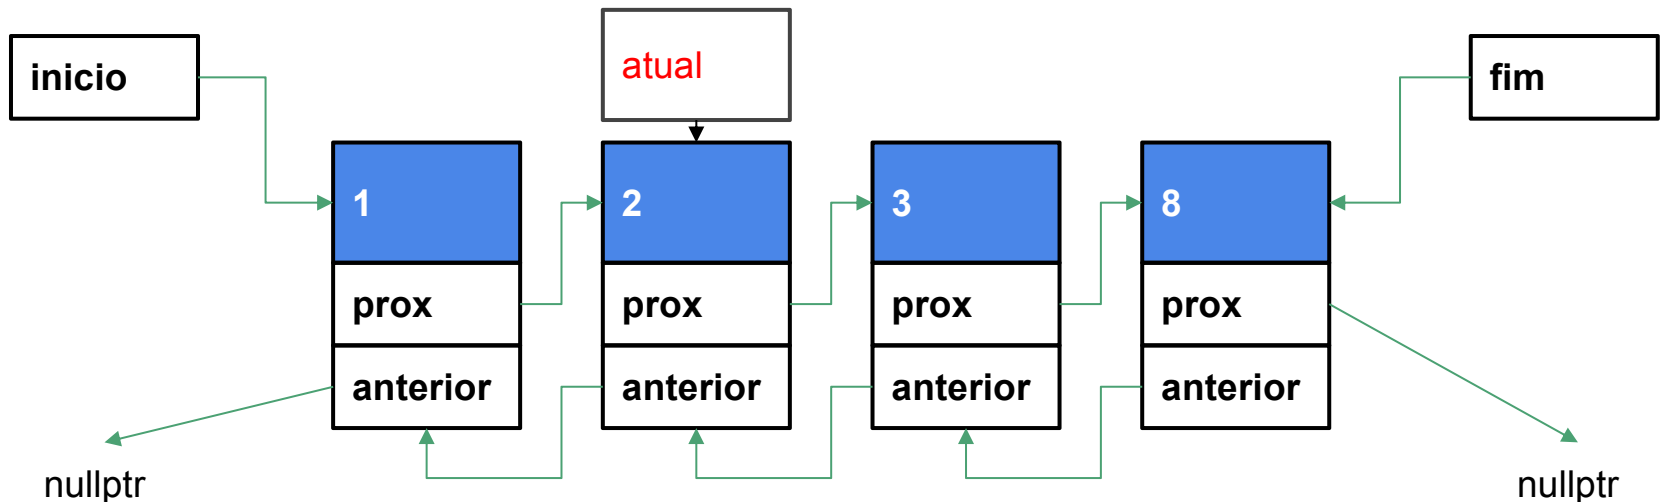 atual
inicio
fim
1
2
3
8
prox
prox
prox
prox
anterior
anterior
anterior
anterior
nullptr
nullptr